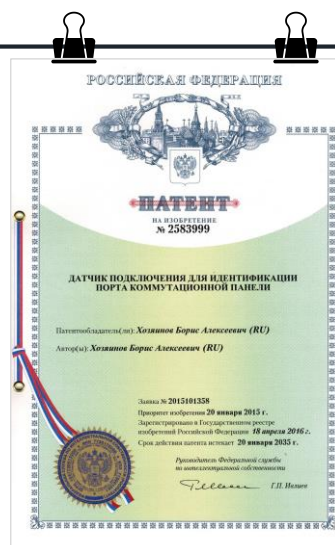 РОССИЙСКАЯ ФЕДЕРАЦИЯ
ПАТЕНТ
НА ИЗОБРЕТЕНИЕ
№ 2583999
ДАТЧИК ПОДКЛЮЧЕНИЯ ДЛЯ ИДЕНТИФИКАЦИИ
ПОРТА КОММУТАЦИОННОЙ ПАНЕЛИ
Патентообладатель(ли): Хозяинов Борис Алексеевич (RU)
Автор(ы): Хозяинов Борис Алексеевич (RU)
Заявка № 2015101358
Приоритет изобретения 20 января 2015 г.
Зарегистрировано в Государственном реестре
изобретений Российской Федерации 18 апреля 2016 г.
Срок действия патента истекает 20 января 2035 г.
Руководитель Федеральной службы
по интеллектуальной собственности
Г.П. Ивлиев